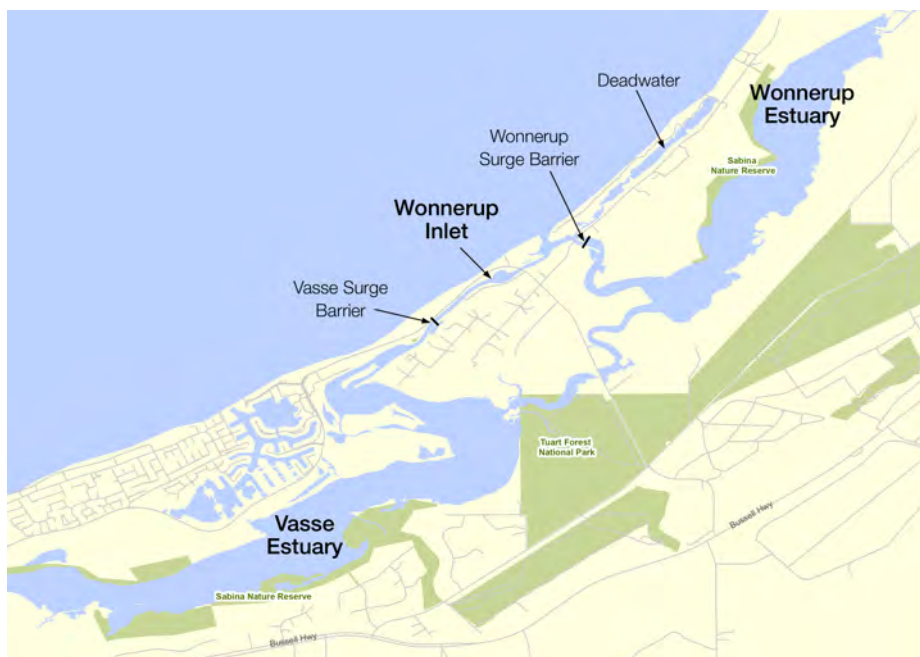 Deadwater
Wonnerup
Estuary
Wonnerup
Surge Barrier
Sabina
Nature Reserve
Wonnerup
Inlet
Vasse Surge
Barrier
Tuart Forest
National Park
Bussell Hwy
Vasse
Estuary
Sabina Nature Reserve
Bussell Hwy